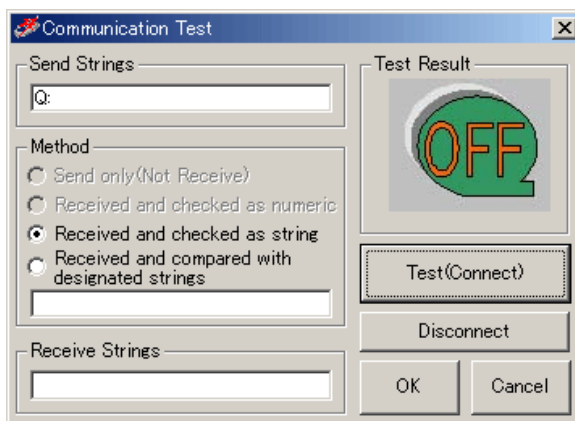 Communication Test
Send Strings
Q:
Method
Send only(Not Receive)
Received and checked as numeric
Received and checked as string
Received and compared with
designated strings
Receive Strings
Test Result
OFF
Test(Connect)
Disconnect
OK
Cancel